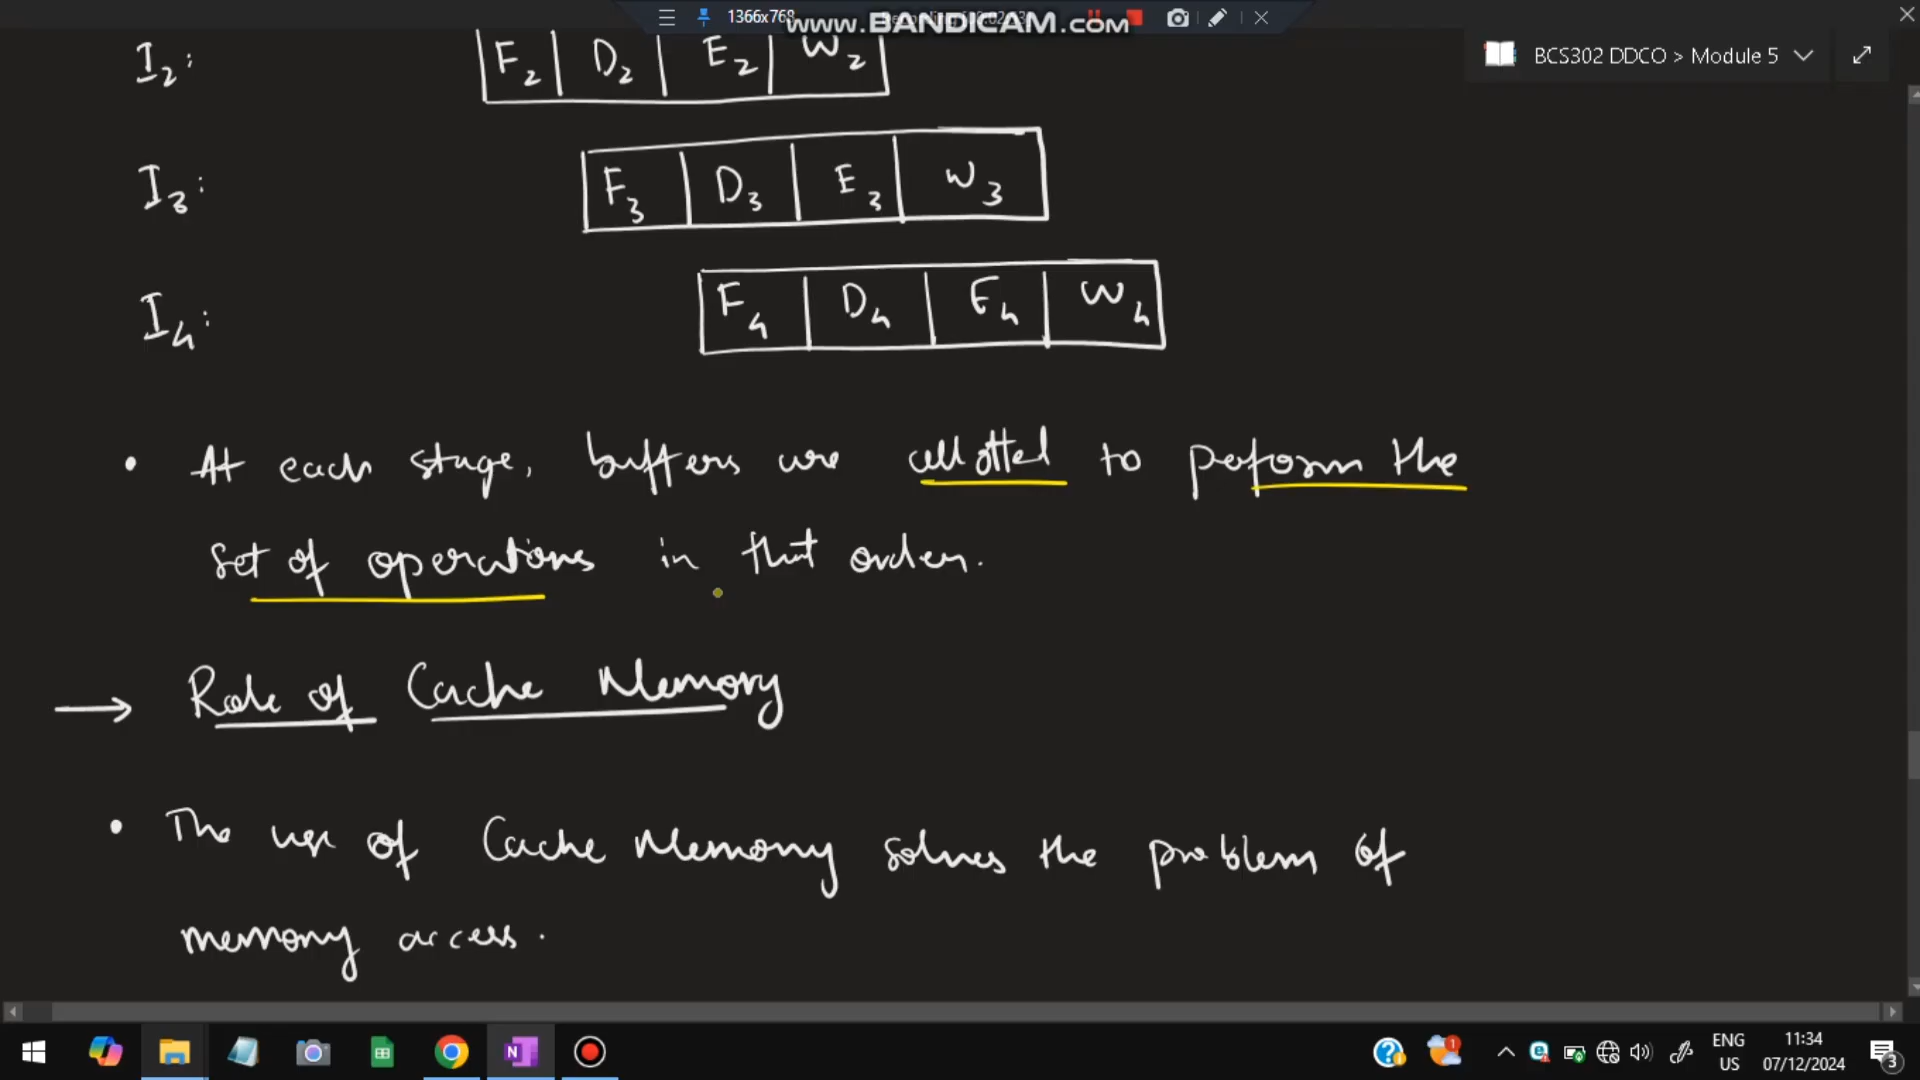 1366x768
www.BANDICAM.com
BCS302 DDCO > Module 5
I2: F2 D2 E2 W2
I3: F3 D3 E3 W3
I4: F4 D4 E4 W4
• At each stage, buffers are allotted to peform the
set of operations in that order.
→ Role of Cache Memory
• The use of Cache Memory solves the problem of
memory access.
ENG
US
11:34
07/12/2024
1
3